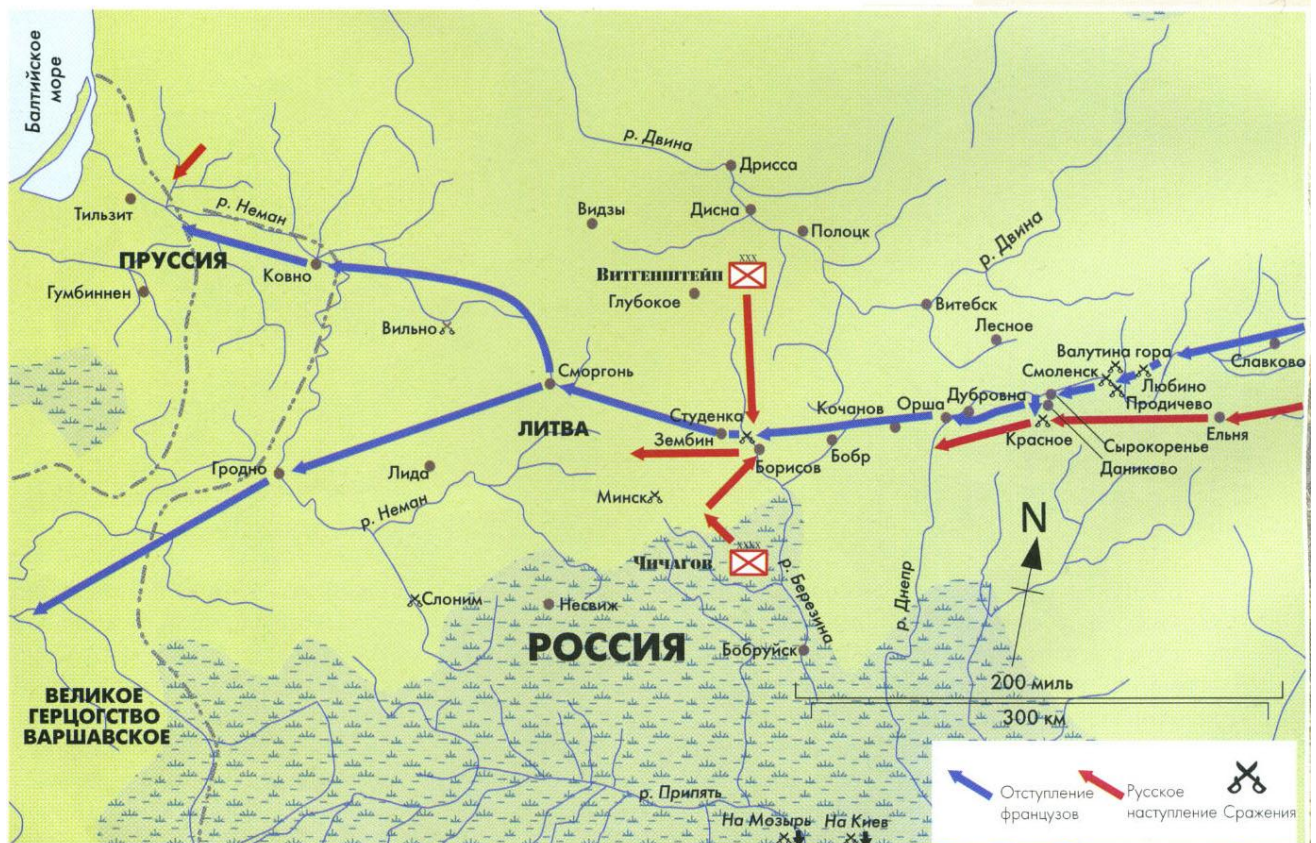 Балтийское
море
р. Двина
Дрисса
Тильзит
р. Неман
Видзы
Дисна
Полоцк
р. Двина
ПРУССИЯ
Ковно
Витгенштейн
xxx
Гумбиннен
Глубокое
Витебск
Вильно
Лесное
Валутина гора
Славково
Сморгонь
Смоленск
Любино
Продичево
Студенка
Кочанов
Орша
Дубровна
ЛИТВА
Зембин
Красное
Сырокоренье
Ельня
Гродно
Лида
Борисов
Бобр
Даниково
р. Неман
Минск
N
xxxx
Чичагов
р. Березина
р. Днепр
Слоним
Несвиж
РОССИЯ
Бобруйск
200 миль
300 км
ВЕЛИКОЕ
ГЕРЦОГСТВО
ВАРШАВСКОЕ
р. Припять
На Мозырь
На Киев
Отступление
французов
Русское
наступление
Сражения